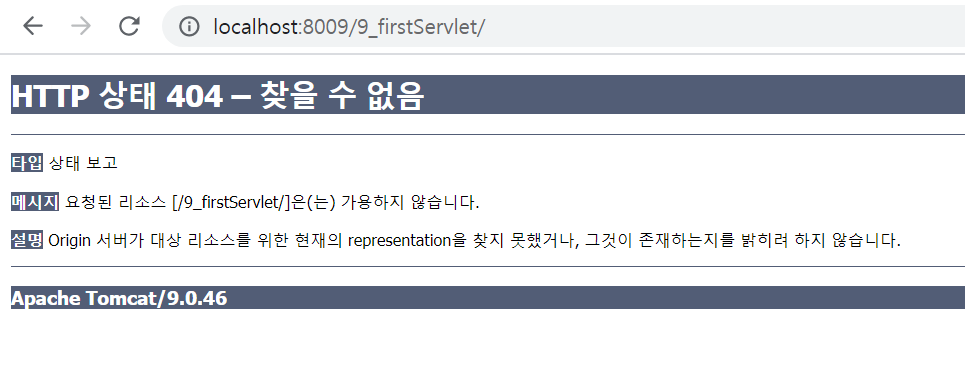 localhost:8009/9_firstServlet/
HTTP 상태 404 – 찾을 수 없음
타입 상태 보고
메시지 요청된 리소스 [/9_firstServlet/]은(는) 가용하지 않습니다.
설명 Origin 서버가 대상 리소스를 위한 현재의 representation을 찾지 못했거나, 그것이 존재하는지를 밝히려 하지 않습니다.
Apache Tomcat/9.0.46